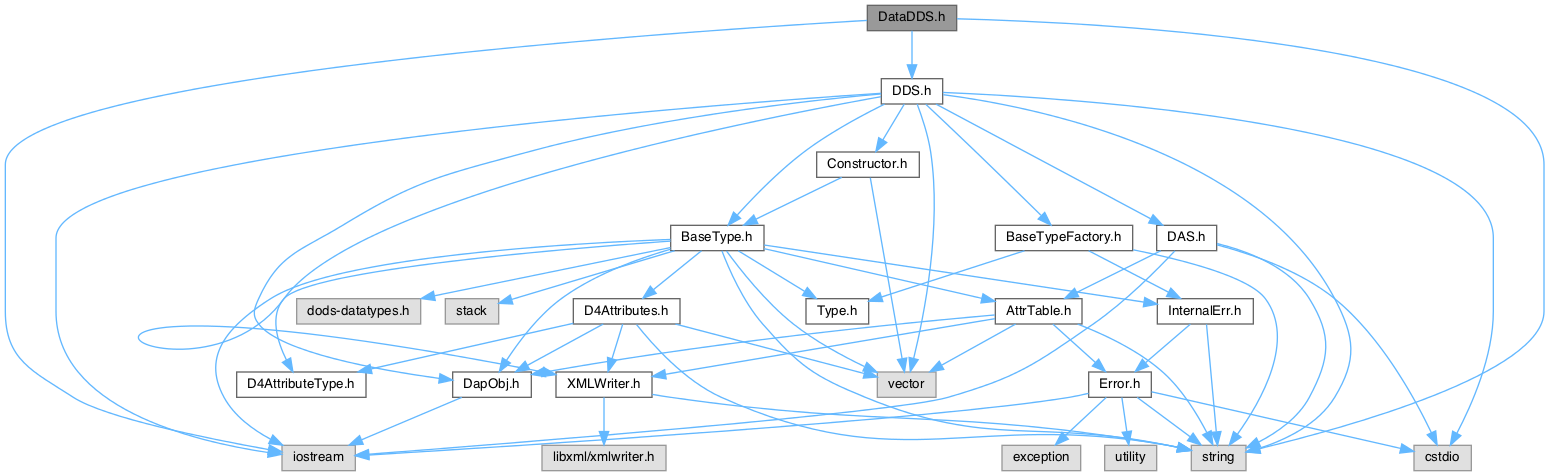 DataDDS.h
DDS.h
Constructor.h
BaseType.h
BaseTypeFactory.h
DAS.h
dods-datatypes.h
stack
D4Attributes.h
Type.h
AttrTable.h
InternalErr.h
D4AttributeType.h
DapObj.h
XMLWriter.h
vector
Error.h
iostream
libxml/xmlwriter.h
exception
utility
string
cstdio